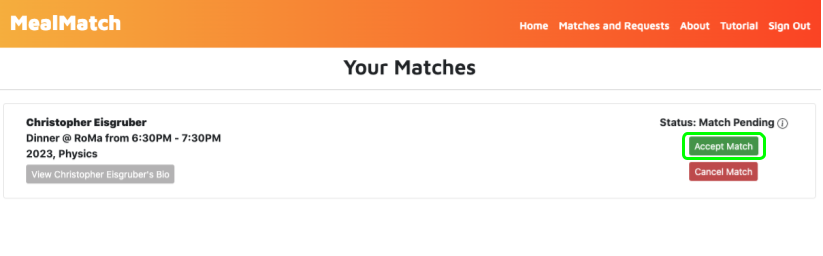 MealMatch
Home Matches and Requests About Tutorial Sign Out
Your Matches
Christopher Eisgruber
Dinner @ RoMa from 6:30PM - 7:30PM
2023, Physics
View Christopher Eisgruber's Bio
Status: Match Pending i
Accept Match
Cancel Match